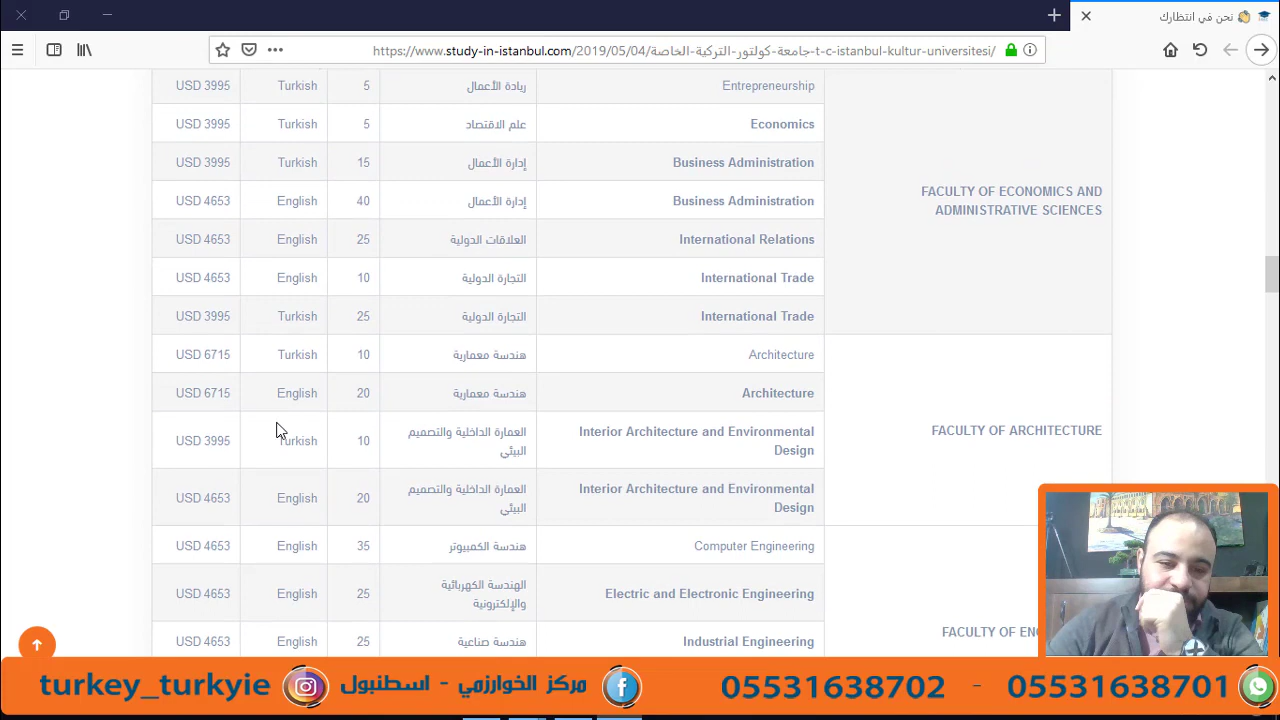 نحن في انتظارك
https://www.study-in-istanbul.com/2019/05/04/جامعة-كولتور-التركية-الخاصة-t-c-istanbul-kultur-universitesi/
Entrepreneurship ريادة الأعمال 5 Turkish USD 3995
Economics علم الاقتصاد 5 Turkish USD 3995
Business Administration إدارة الأعمال 15 Turkish USD 3995
FACULTY OF ECONOMICS AND
ADMINISTRATIVE SCIENCES
Business Administration إدارة الأعمال 40 English USD 4653
International Relations العلاقات الدولية 25 English USD 4653
International Trade التجارة الدولية 10 English USD 4653
International Trade التجارة الدولية 25 Turkish USD 3995
Architecture هندسة معمارية 10 Turkish USD 6715
Architecture هندسة معمارية 20 English USD 6715
FACULTY OF ARCHITECTURE
Interior Architecture and Environmental العمارة الداخلية والتصميم 10 Turkish USD 3995
Design البيئي
Interior Architecture and Environmental العمارة الداخلية والتصميم 20 English USD 4653
Design البيئي
Computer Engineering هندسة الكمبيوتر 35 English USD 4653
Electric and Electronic Engineering الهندسة الكهربائية 25 English USD 4653
والإلكترونية
FACULTY OF
Industrial Engineering هندسة صناعية 25 English USD 4653
turkey_turkyie مركز الخوارزمي - اسطنبول 05531638702 - 05531638701